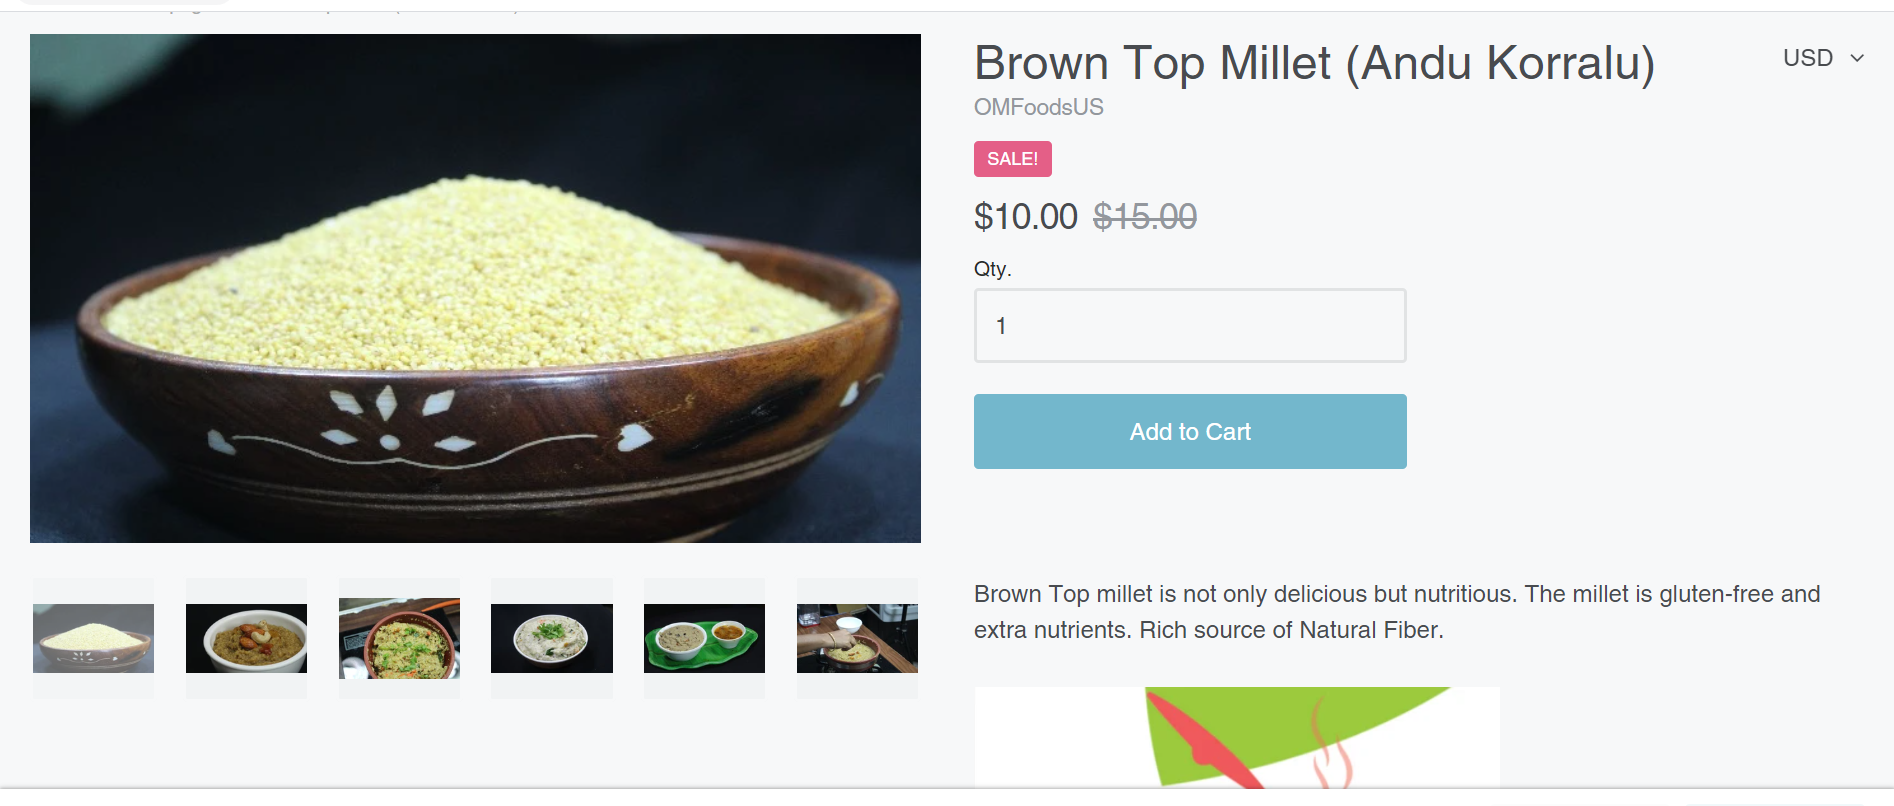 Brown Top Millet (Andu Korralu)
USD
OMFoodsUS
SALE!
$10.00 $15.00
Qty.
1
Add to Cart
Brown Top millet is not only delicious but nutritious. The millet is gluten-free and
extra nutrients. Rich source of Natural Fiber.